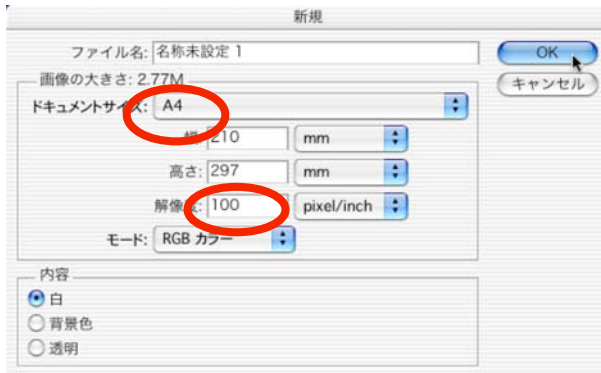 新規
ファイル名: 名称未設定 1
OK
キャンセル
画像の大きさ: 2.77M
ドキュメントサイズ: A4
幅: 210 mm
高さ: 297 mm
解像度: 100 pixel/inch
モード: RGB カラー
内容
白
背景色
透明